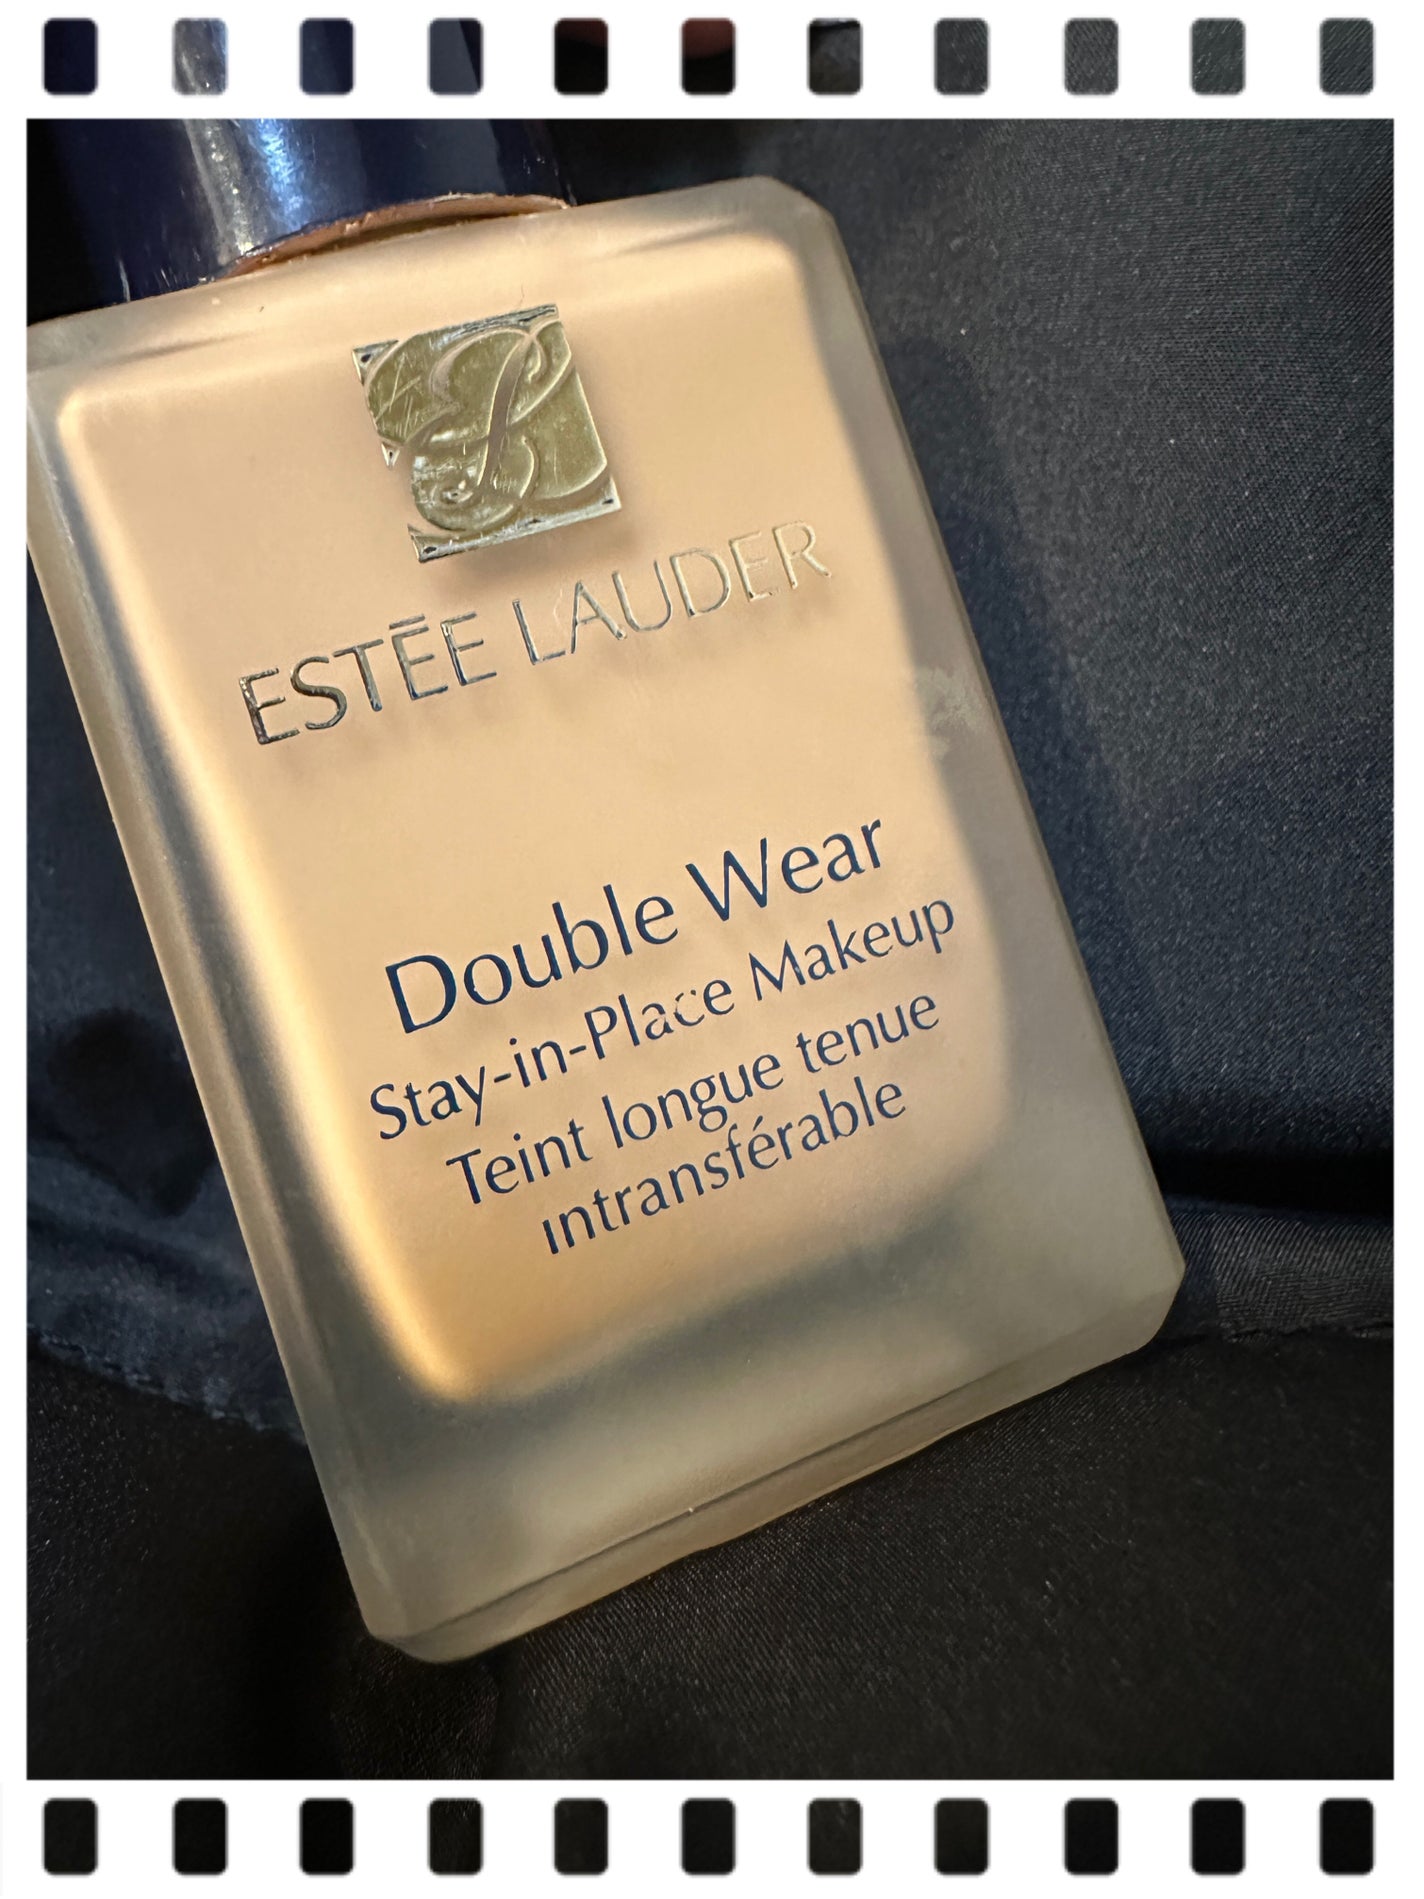 ESTĒE LAUDER
Double Wear
Stay-in-Place Makeup
Teint longue tenue
intransférable